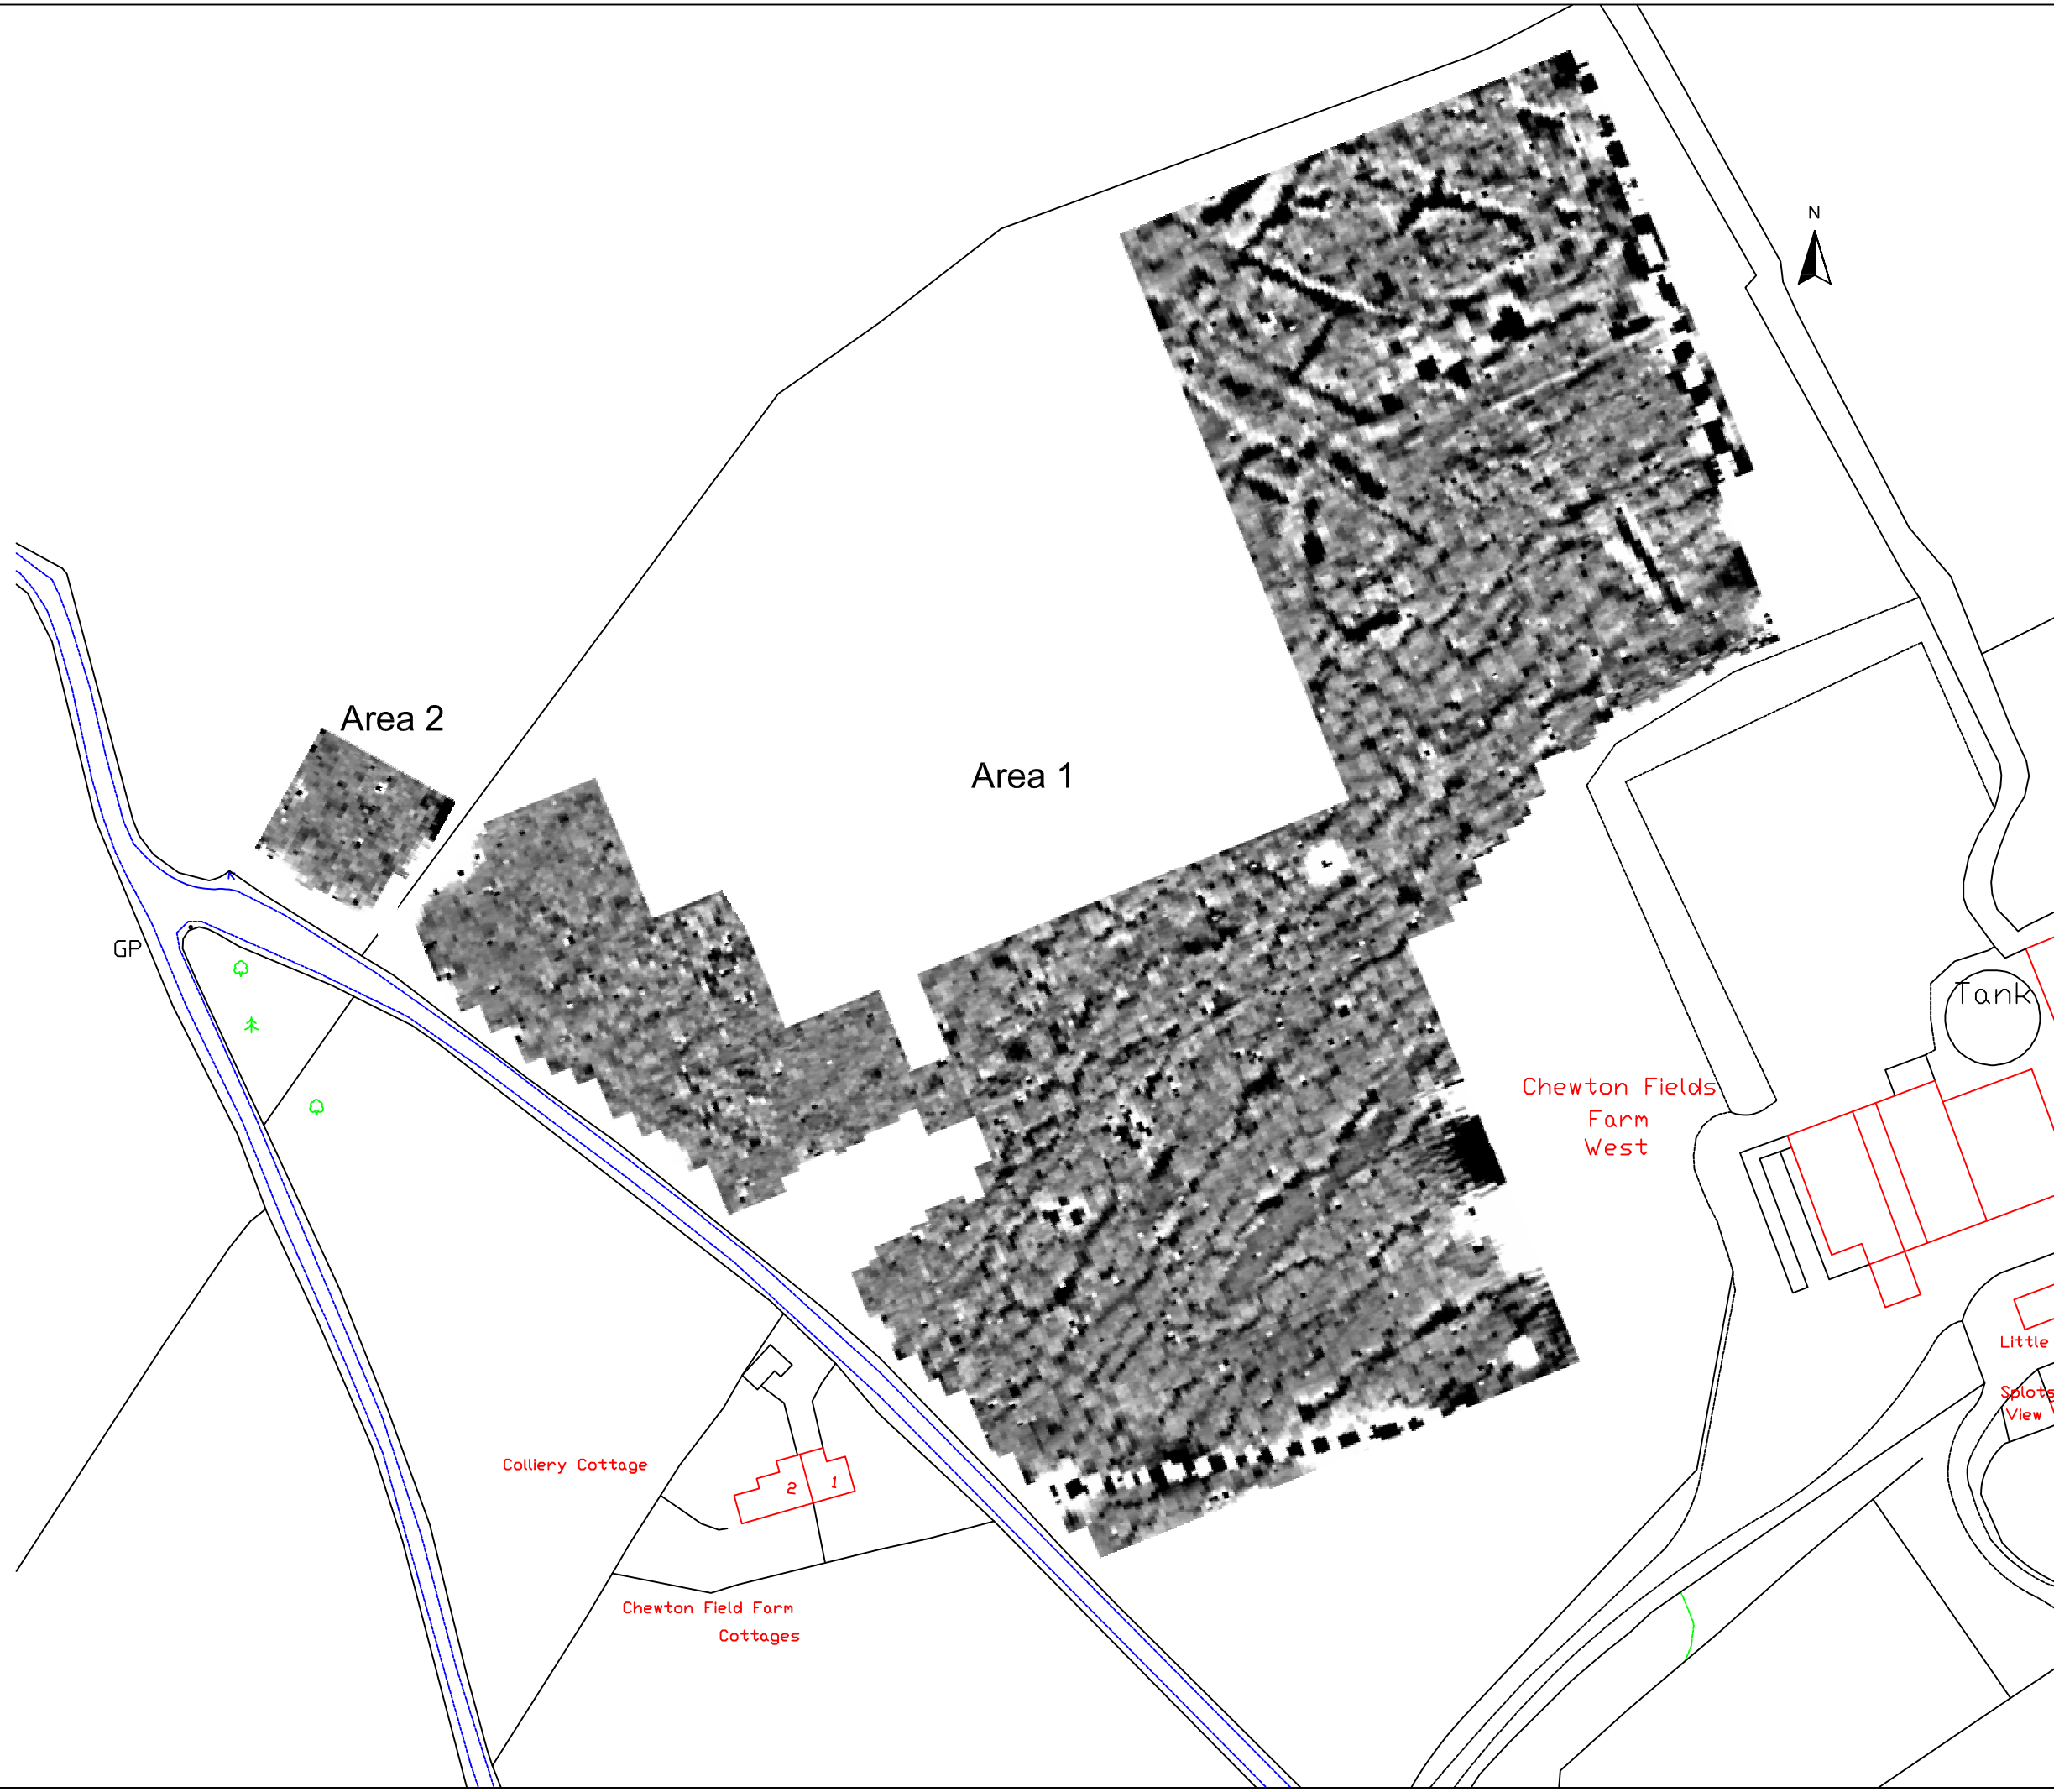 N
Area 2
Area 1
GP
Tank
Chewton Fields
Farm
West
Little
Splots
View
Colliery Cottage
2
1
Chewton Field Farm
Cottages